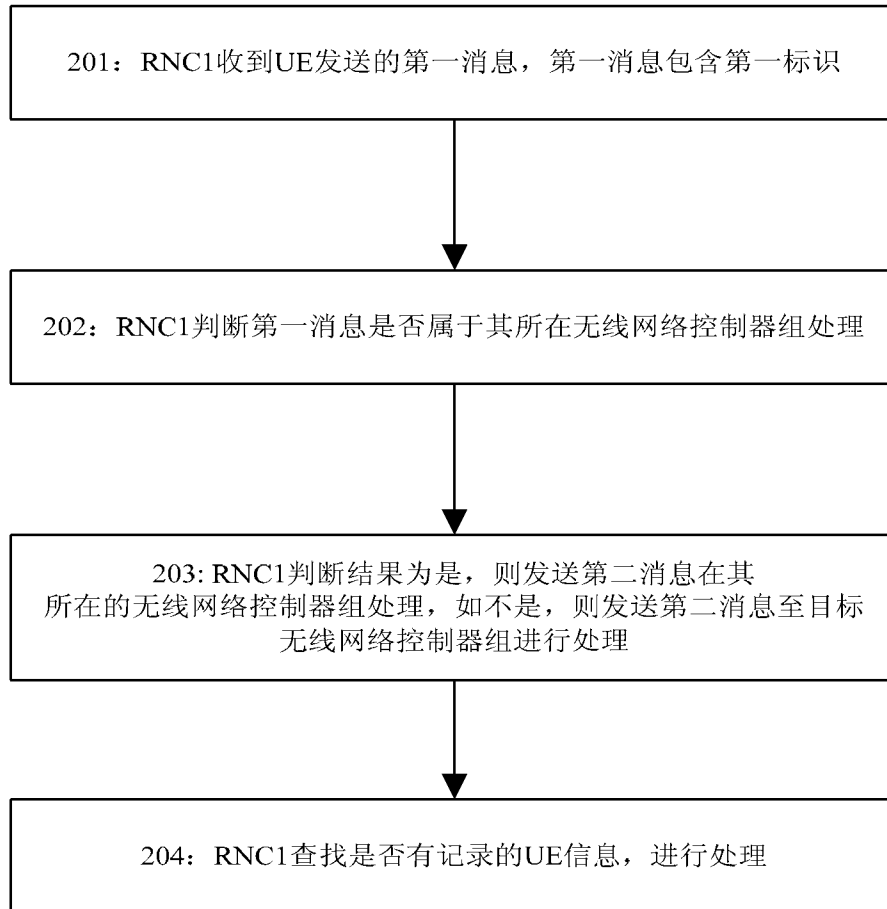 201：RNC1收到UE发送的第一消息，第一消息包含第一标识
202：RNC1判断第一消息是否属于其所在无线网络控制器组处理
203: RNC1判断结果为是，则发送第二消息在其
所在的无线网络控制器组处理，如不是，则发送第二消息至目标
无线网络控制器组进行处理
204：RNC1查找是否有记录的UE信息，进行处理